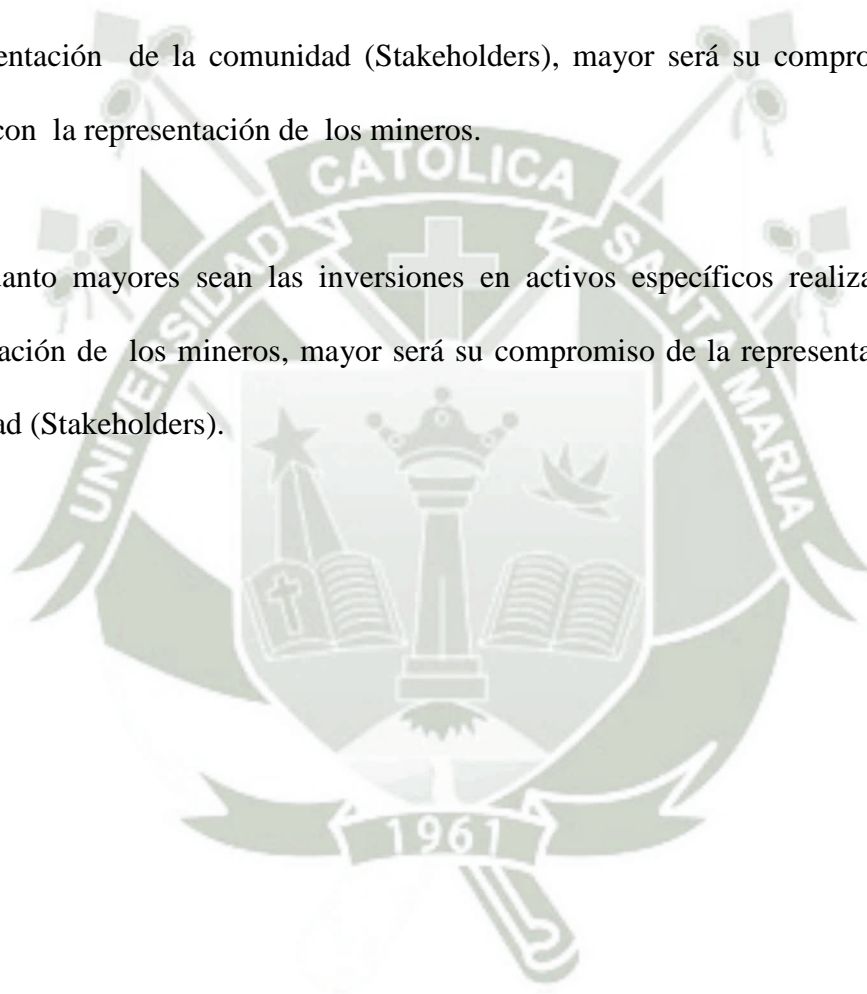 entación de la comunidad (Stakeholders), mayor será su compro
con la representación de los mineros.
anto mayores sean las inversiones en activos específicos realiza
ación de los mineros, mayor será su compromiso de la representa
ad (Stakeholders).
UNIVERSIDAD CATOLICA SANTA MARIA
1961